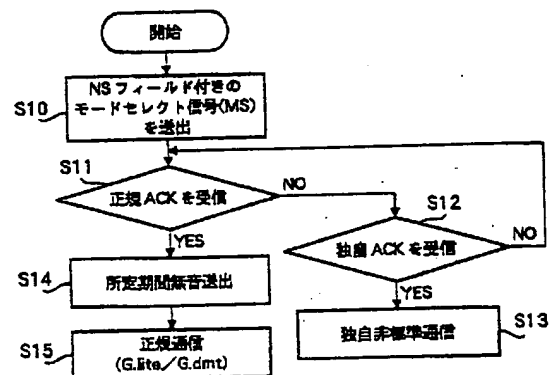 開始
S10
NSフィールド付きの
モードセレクト信号(MS)
を送出
S11
正規ACKを受信
NO
YES
S12
独自ACKを受信
NO
YES
S14
所定期間無音送出
S13
独自非標準通信
S15
正規通信
(G.lite/G.dmt)